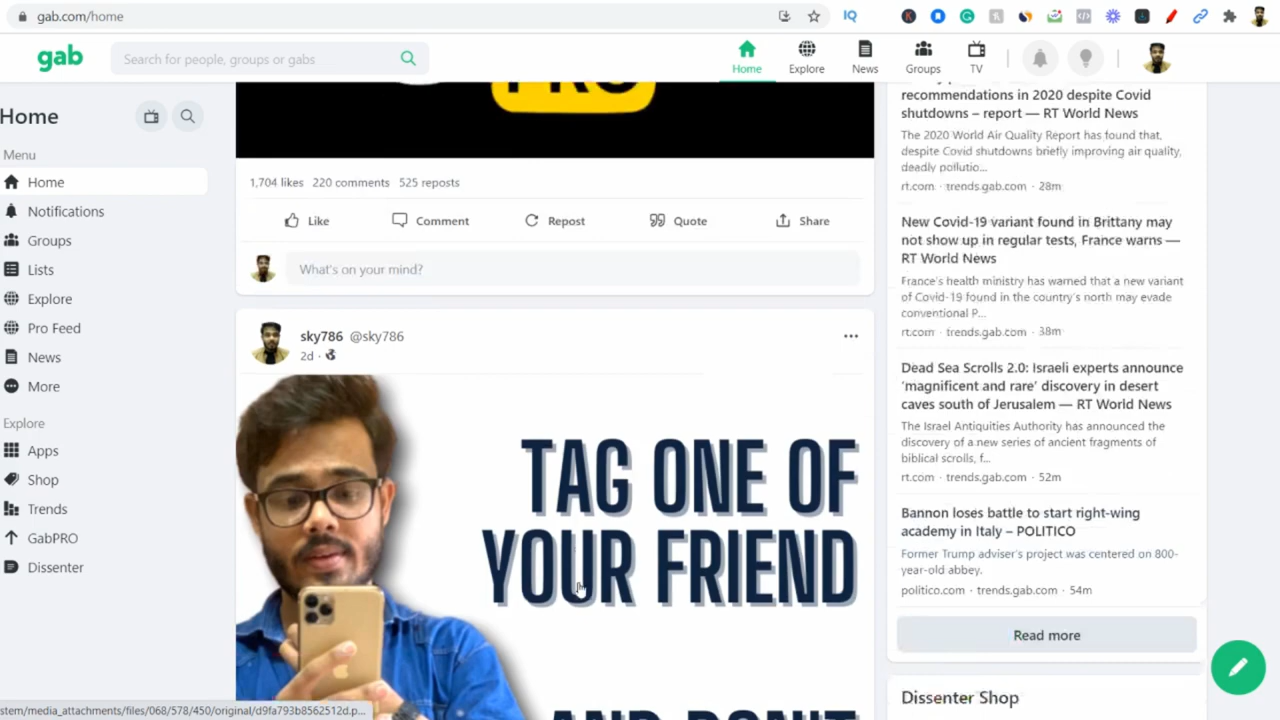 gab.com/home
gab
Search for people, groups or gabs
Home
Explore
News
Groups
TV
Home
Menu
Home
Notifications
Groups
Lists
Explore
Pro Feed
News
More
Explore
Apps
Shop
Trends
GabPRO
Dissenter
PRO
1,704 likes 220 comments 525 reposts
Like
Comment
Repost
Quote
Share
What's on your mind?
sky786 @sky786
2d ·
TAG ONE OF
YOUR FRIEND
AND DON'T
recommendations in 2020 despite Covid
shutdowns – report — RT World News
The 2020 World Air Quality Report has found that,
despite Covid shutdowns briefly improving air quality,
deadly pollutio...
rt.com · trends.gab.com · 28m
New Covid-19 variant found in Brittany may
not show up in regular tests, France warns —
RT World News
France's health ministry has warned that a new variant
of Covid-19 found in the country's north may evade
conventional P...
rt.com · trends.gab.com · 38m
Dead Sea Scrolls 2.0: Israeli experts announce
'magnificent and rare' discovery in desert
caves south of Jerusalem — RT World News
The Israel Antiquities Authority has announced the
discovery of a new series of ancient fragments of
biblical scrolls, f...
rt.com · trends.gab.com · 52m
Bannon loses battle to start right-wing
academy in Italy – POLITICO
Former Trump adviser's project was centered on 800-
year-old abbey.
politico.com · trends.gab.com · 54m
Read more
Dissenter Shop
stem/media_attachments/files/068/578/450/original/d9fa793b8562512d.p...